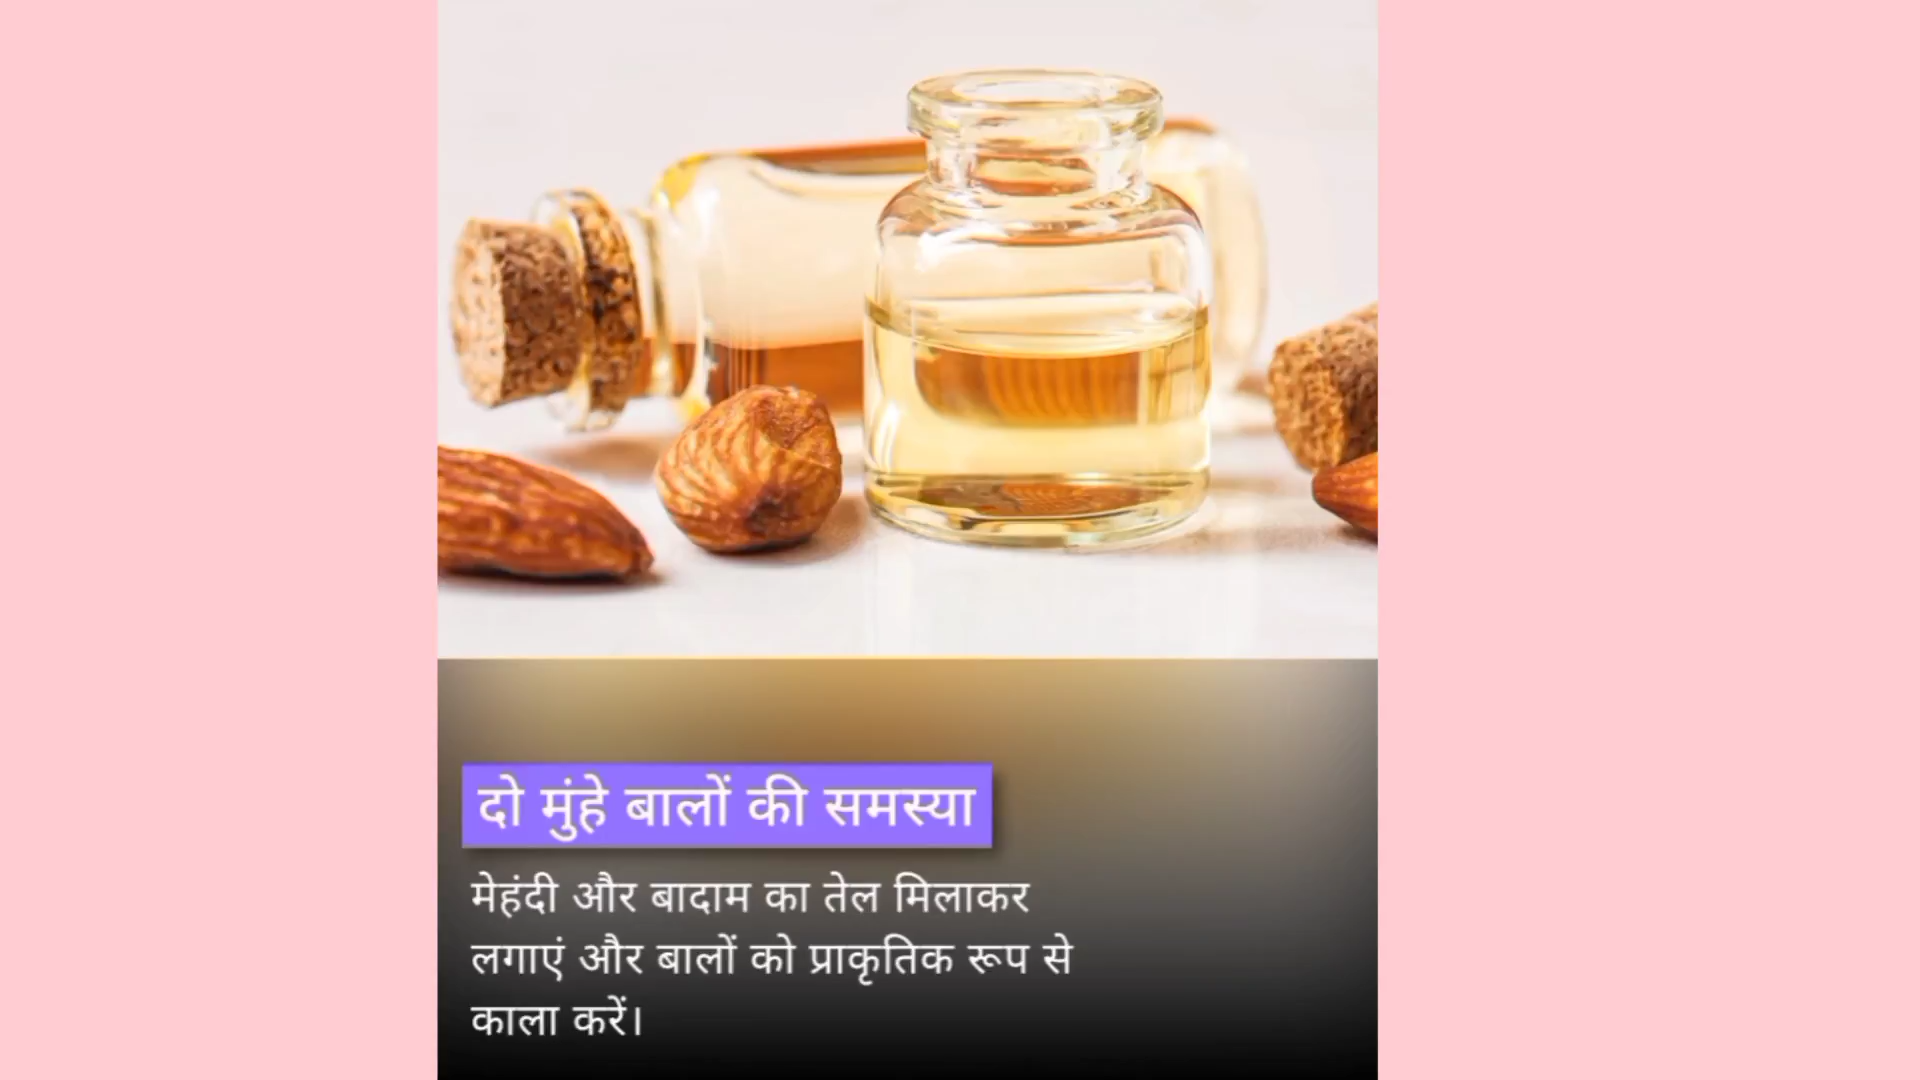 दो मुंहे बालों की समस्या
मेहंदी और बादाम का तेल मिलाकर
लगाएं और बालों को प्राकृतिक रूप से
काला करें।